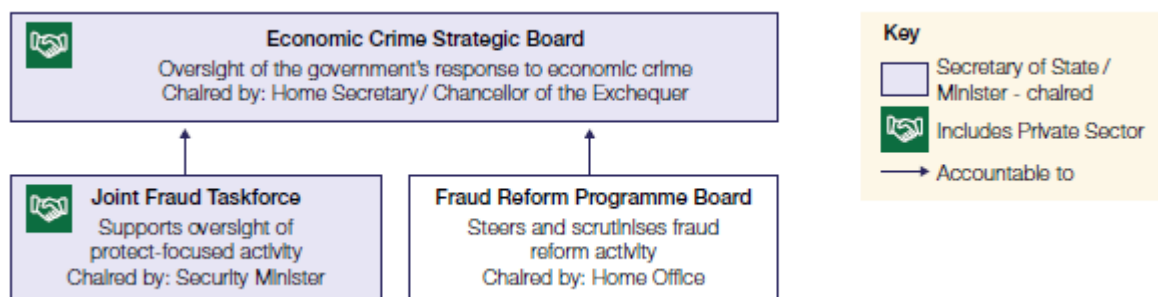 Economic Crime Strategic Board
Oversight of the government's response to economic crime
Chaired by: Home Secretary/ Chancellor of the Exchequer
Joint Fraud Taskforce
Supports oversight of
protect-focused activity
Chaired by: Security Minister
Fraud Reform Programme Board
Steers and scrutinises fraud
reform activity
Chaired by: Home Office
Key
Secretary of State /
Minister - chaired
Includes Private Sector
Accountable to